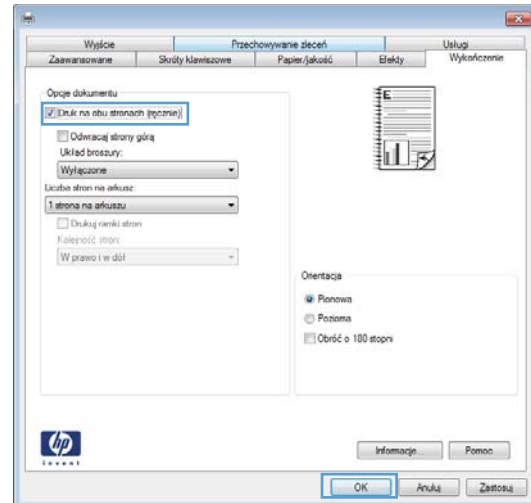 Wyjście Przechowywanie zleceń Usługi
Zaawansowane Skróty klawiszowe Papier/jakość Efekty Wykończenie
Opcje dokumentu
Druk na obu stronach (ręcznie)
Odwracaj strony górą
Układ broszury:
Wyłączone
Liczba stron na arkusz:
1 strona na arkuszu
Drukuj ramki stron
Kolejność stron:
W prawo i w dół
E
Orientacja
Pionowa
Pozioma
Obróć o 180 stopni
hp
invent
Informacje... Pomoc
OK Anuluj Zastosuj